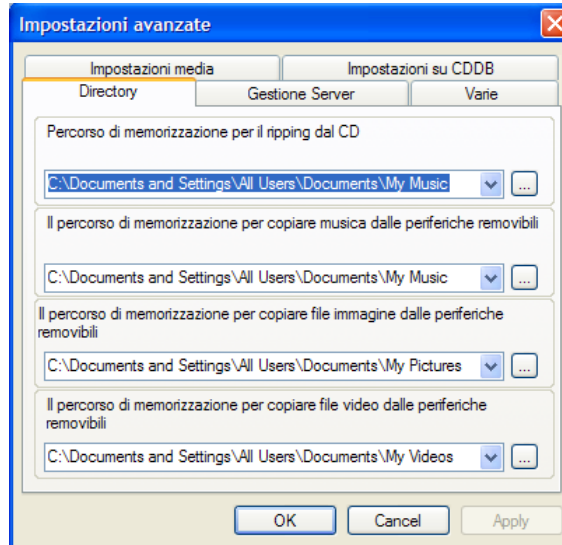 Impostazioni avanzate
Impostazioni media
Impostazioni su CDDB
Directory
Gestione Server
Varie
Percorso di memorizzazione per il ripping dal CD
C:\Documents and Settings\All Users\Documents\My Music
...
Il percorso di memorizzazione per copiare musica dalle periferiche removibili
C:\Documents and Settings\All Users\Documents\My Music
...
Il percorso di memorizzazione per copiare file immagine dalle periferiche
removibili
C:\Documents and Settings\All Users\Documents\My Pictures
...
Il percorso di memorizzazione per copiare file video dalle periferiche
removibili
C:\Documents and Settings\All Users\Documents\My Videos
...
OK
Cancel
Apply